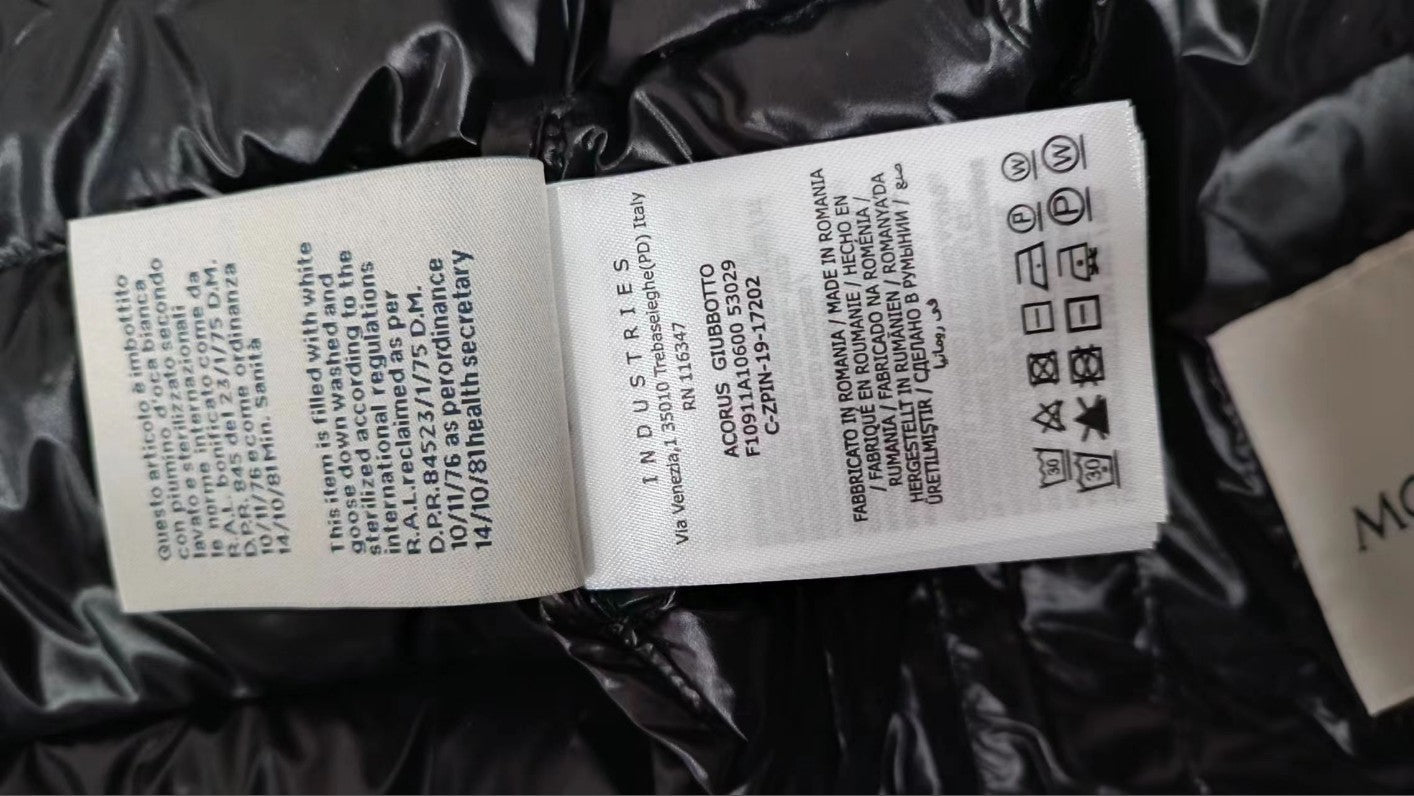 Questo articolo è imbottito
con piumino d'oca bianca
lavato e sterilizzato secondo
le norme internazionali
R.A.L. bonificato come da
D.P.R. 845 del 23/1/75 D.M.
10/11/76 e come ordinanza
14/10/81 Min. Sanità
This item is filled with white
goose down washed and
sterilized according to the
international regulations
R.A.L. reclaimed as per
D.P.R. 84523/1/75 D.M.
10/11/76 as perordinance
14/10/81 health secretary
INDUSTRIES
Via Venezia,1 35010 Trebaseleghe(PD) Italy
RN 116347
ACORUS GIUBBOTTO
F10911A10600 53029
C-ZPIN-19-17202
FABBRICATO IN ROMANIA / MADE IN ROMANIA
/ FABRIQUÉ EN ROUMANIE / HECHO EN
RUMANIA / FABRICADO NA ROMÉNIA /
HERGESTELLT IN RUMÄNIEN / ROMANYA'DA
ÜRETILMIŞTIR / СДЕЛАНО В РУМЫНИИ / صنع
في رومانيا
30 P W
30 P W
MO